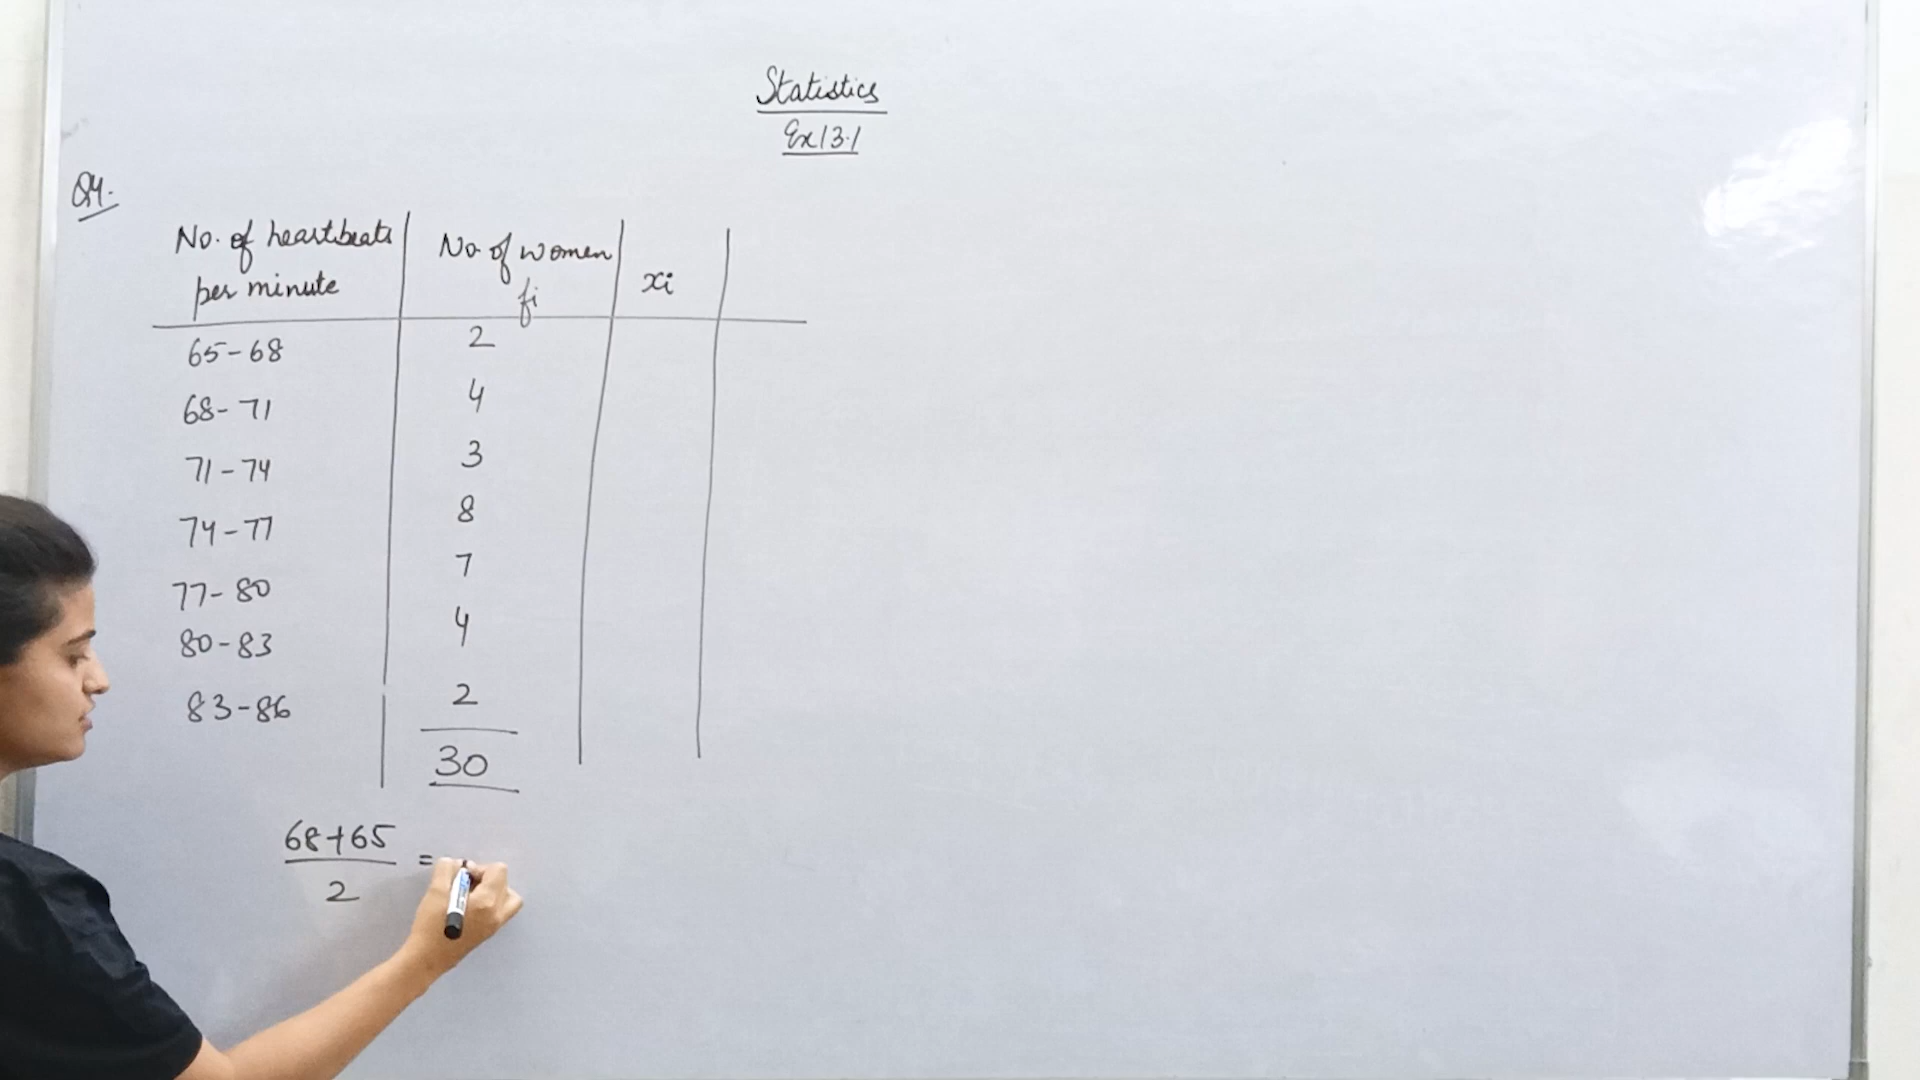 Statistics
Ex 13.1
Q4.
No. of heartbeats per minute | No. of women fi | xi
65-68 | 2
68-71 | 4
71-74 | 3
74-77 | 8
77-80 | 7
80-83 | 4
83-86 | 2
30
68+65
2
=